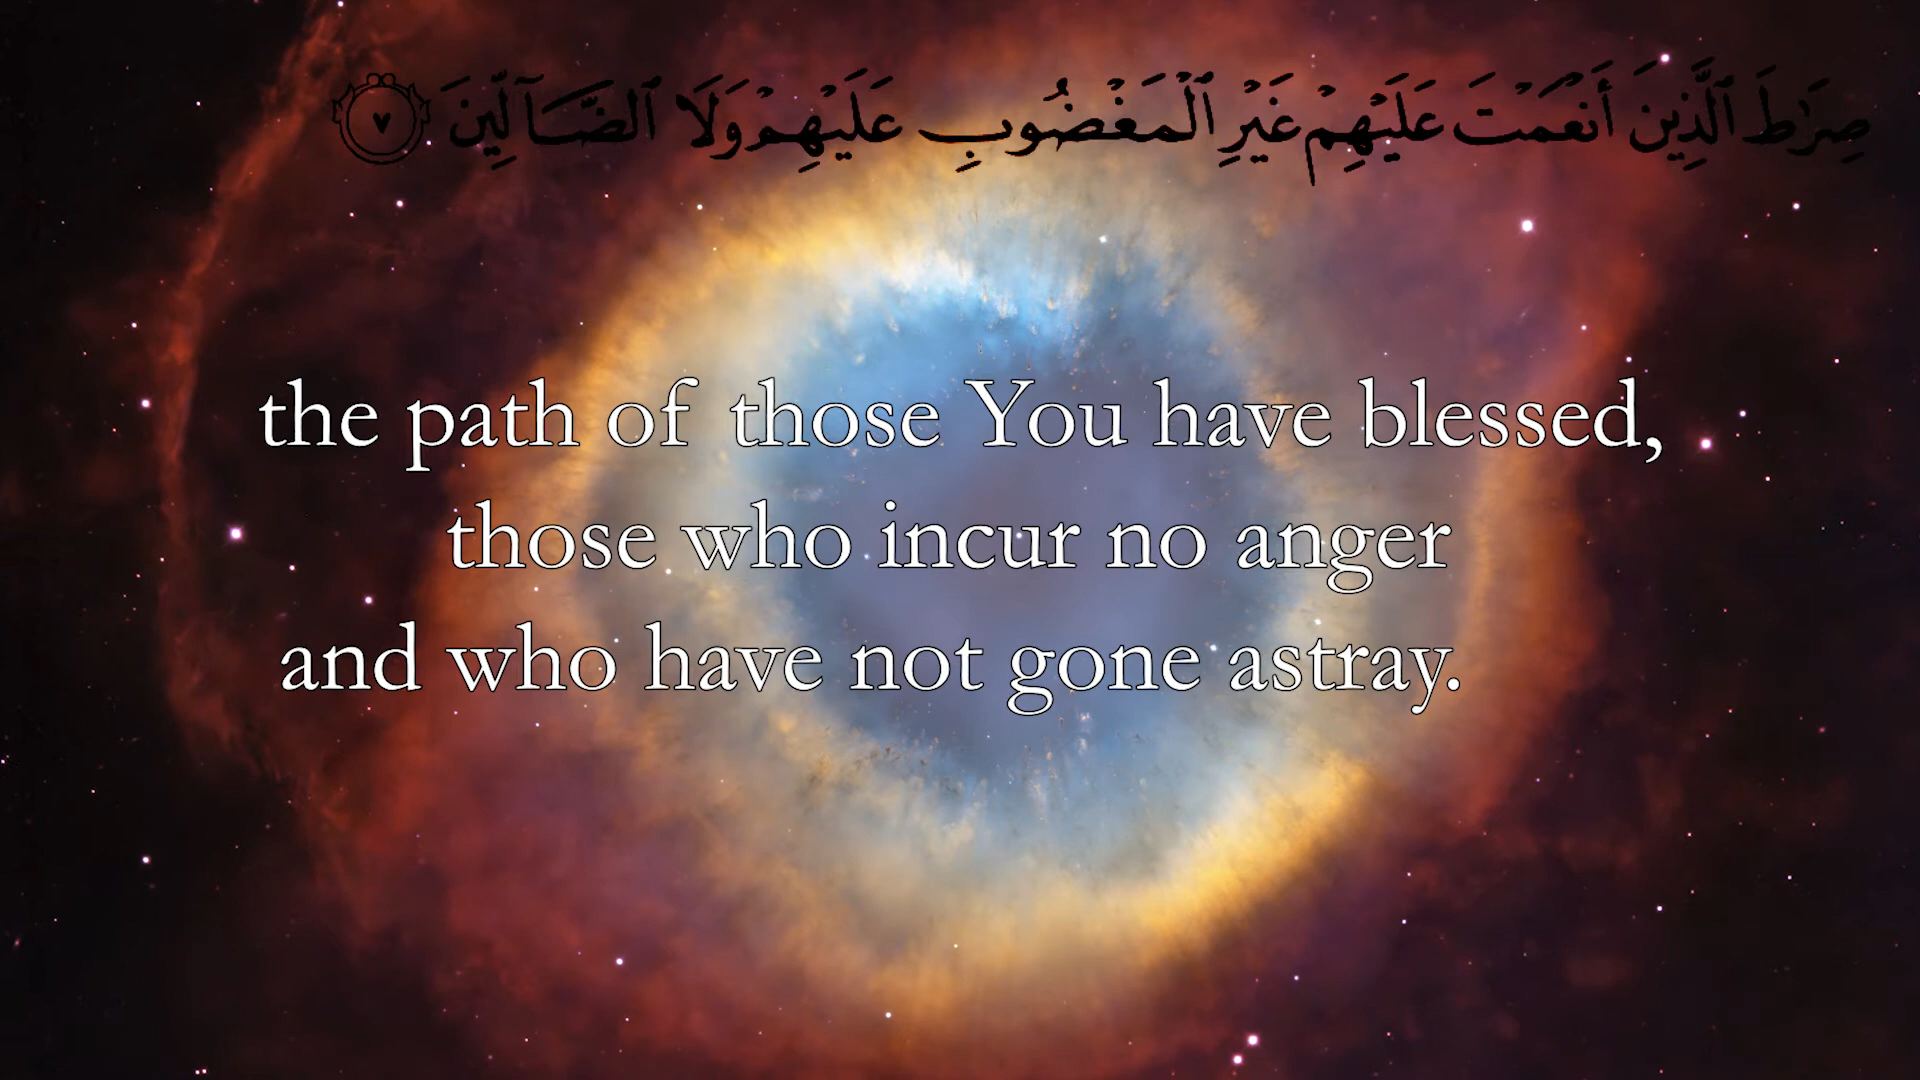 صِرَٰطَ ٱلَّذِينَ أَنْعَمْتَ عَلَيْهِمْ غَيْرِ ٱلْمَغْضُوبِ عَلَيْهِمْ وَلَا ٱلضَّآلِّينَ ٧
the path of those You have blessed,
those who incur no anger
and who have not gone astray.